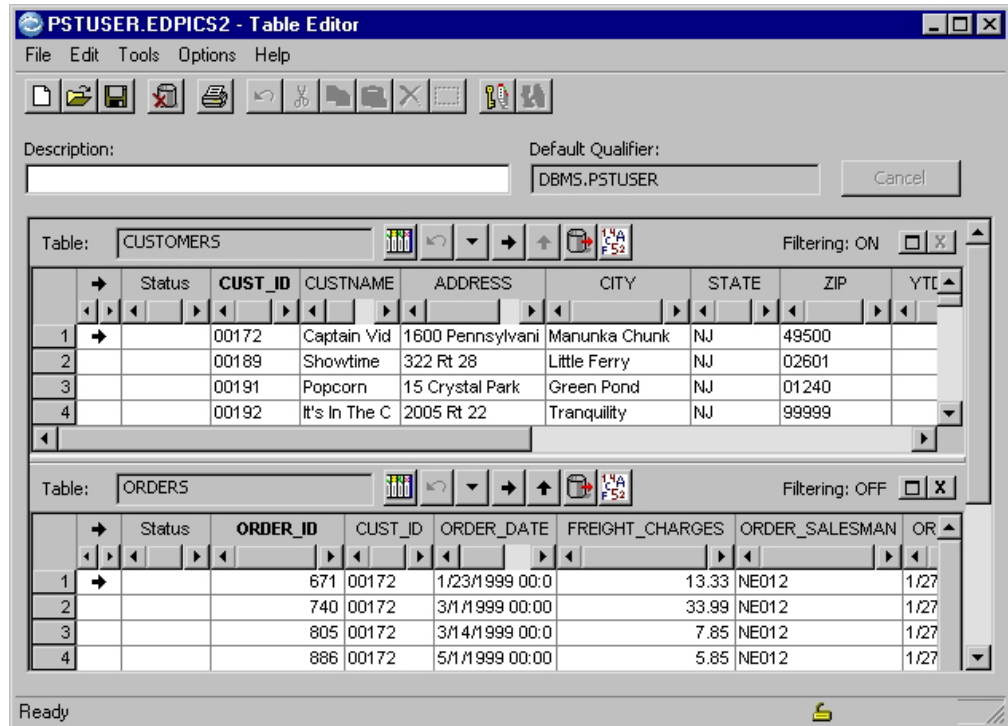 PSTUSER.EDPICS2 - Table Editor
File Edit Tools Options Help
Description: Default Qualifier:
DBMS.PSTUSER Cancel
Table: CUSTOMERS Filtering: ON
Status CUST_ID CUSTNAME ADDRESS CITY STATE ZIP YTD
1 00172 Captain Vid 1600 Pennsylvani Manunka Chunk NJ 49500
2 00189 Showtime 322 Rt 28 Little Ferry NJ 02601
3 00191 Popcorn 15 Crystal Park Green Pond NJ 01240
4 00192 It's In The C 2005 Rt 22 Tranquility NJ 99999
Table: ORDERS Filtering: OFF
Status ORDER_ID CUST_ID ORDER_DATE FREIGHT_CHARGES ORDER_SALESMAN OR
1 671 00172 1/23/1999 00:0 13.33 NE012 1/27
2 740 00172 3/1/1999 00:00 33.99 NE012 1/27
3 805 00172 3/14/1999 00:0 7.85 NE012 1/27
4 886 00172 5/1/1999 00:00 5.85 NE012 1/27
Ready